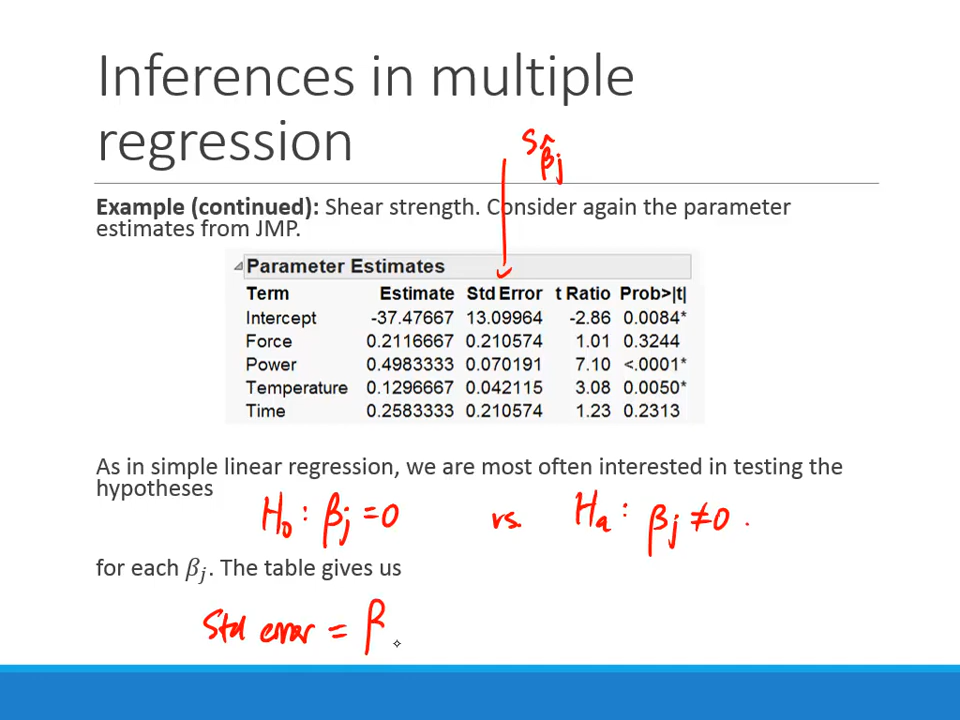 Inferences in multiple
regression
S β̂j
Example (continued): Shear strength. Consider again the parameter
estimates from JMP.
Parameter Estimates
Term Estimate Std Error t Ratio Prob>|t|
Intercept -37.47667 13.09964 -2.86 0.0084*
Force 0.2116667 0.210574 1.01 0.3244
Power 0.4983333 0.070191 7.10 <.0001*
Temperature 0.1296667 0.042115 3.08 0.0050*
Time 0.2583333 0.210574 1.23 0.2313
As in simple linear regression, we are most often interested in testing the
hypotheses
H0 : βj = 0 vs. Ha : βj ≠ 0 .
for each βj. The table gives us
Std error = β